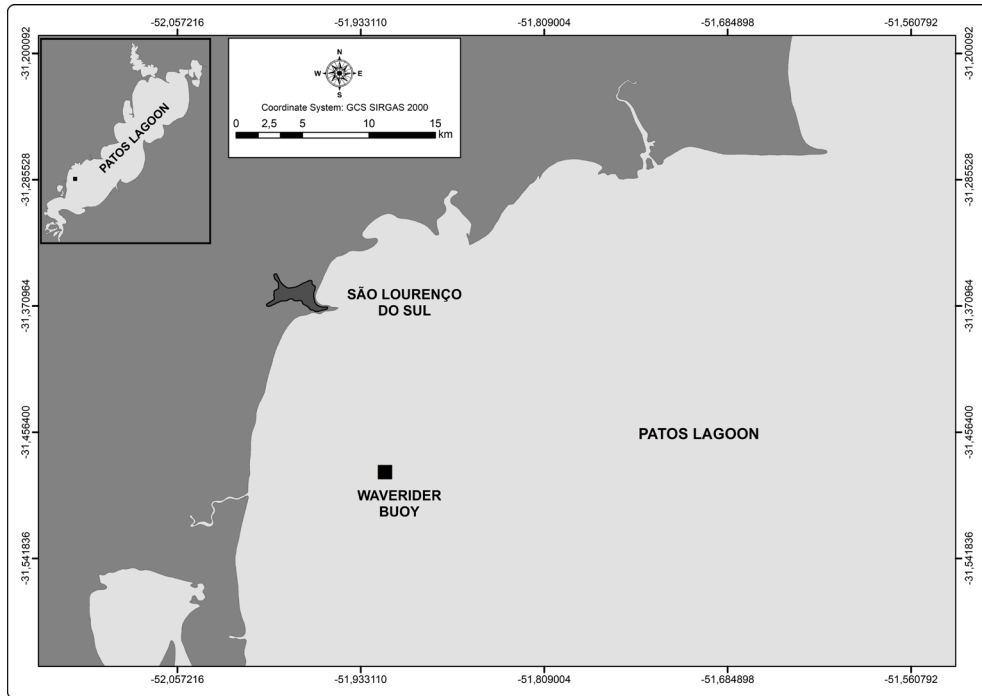 -52,057216
-51,933110
-51,809004
-51,684898
-51,560792
-31,200092
-31,200092
PATOS LAGOON
N
W
E
S
Coordinate System: GCS SIRGAS 2000
0 2,5 5 10 15
km
-31,285528
-31,285528
SÃO LOURENÇO
DO SUL
-31,370964
-31,370964
-31,456400
PATOS LAGOON
-31,456400
WAVERIDER
BUOY
-31,541836
-31,541836
-52,057216
-51,933110
-51,809004
-51,684898
-51,560792